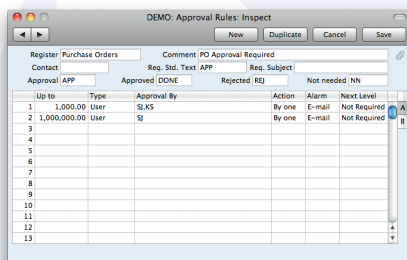 DEMO: Approval Rules: Inspect
New Duplicate Cancel Save
Register Purchase Orders Comment PO Approval Required
Contact Req. Std. Text APP Req. Subject
Approval APP Approved DONE Rejected REJ Not needed NN
Up to Type Approval By Action Alarm Next Level
1 1,000.00 User SJ,KS By one E-mail Not Required A
2 1,000,000.00 User SJ By one E-mail Not Required B
3
4
5
6
7
8
9
10
11
12
13